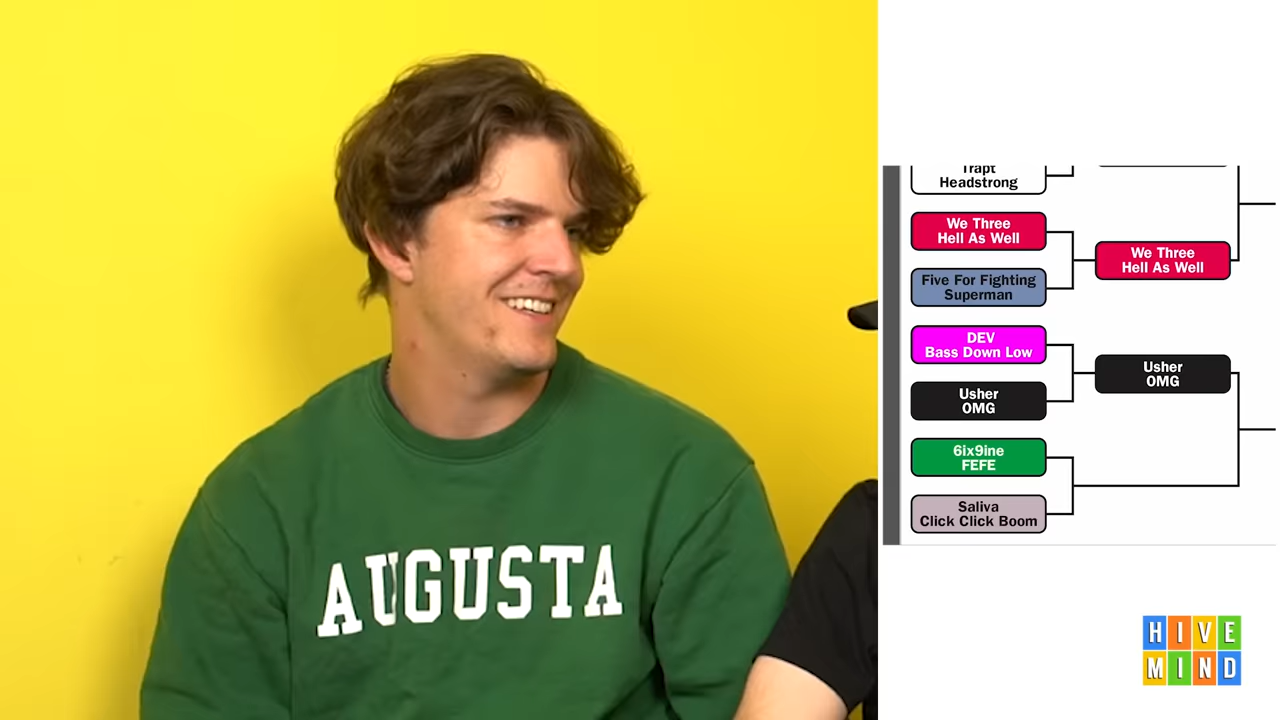 AUGUSTA
Trapt
Headstrong
We Three
Hell As Well
Five For Fighting
Superman
We Three
Hell As Well
DEV
Bass Down Low
Usher
OMG
Usher
OMG
6ix9ine
FEFE
Saliva
Click Click Boom
HIVE
MIND